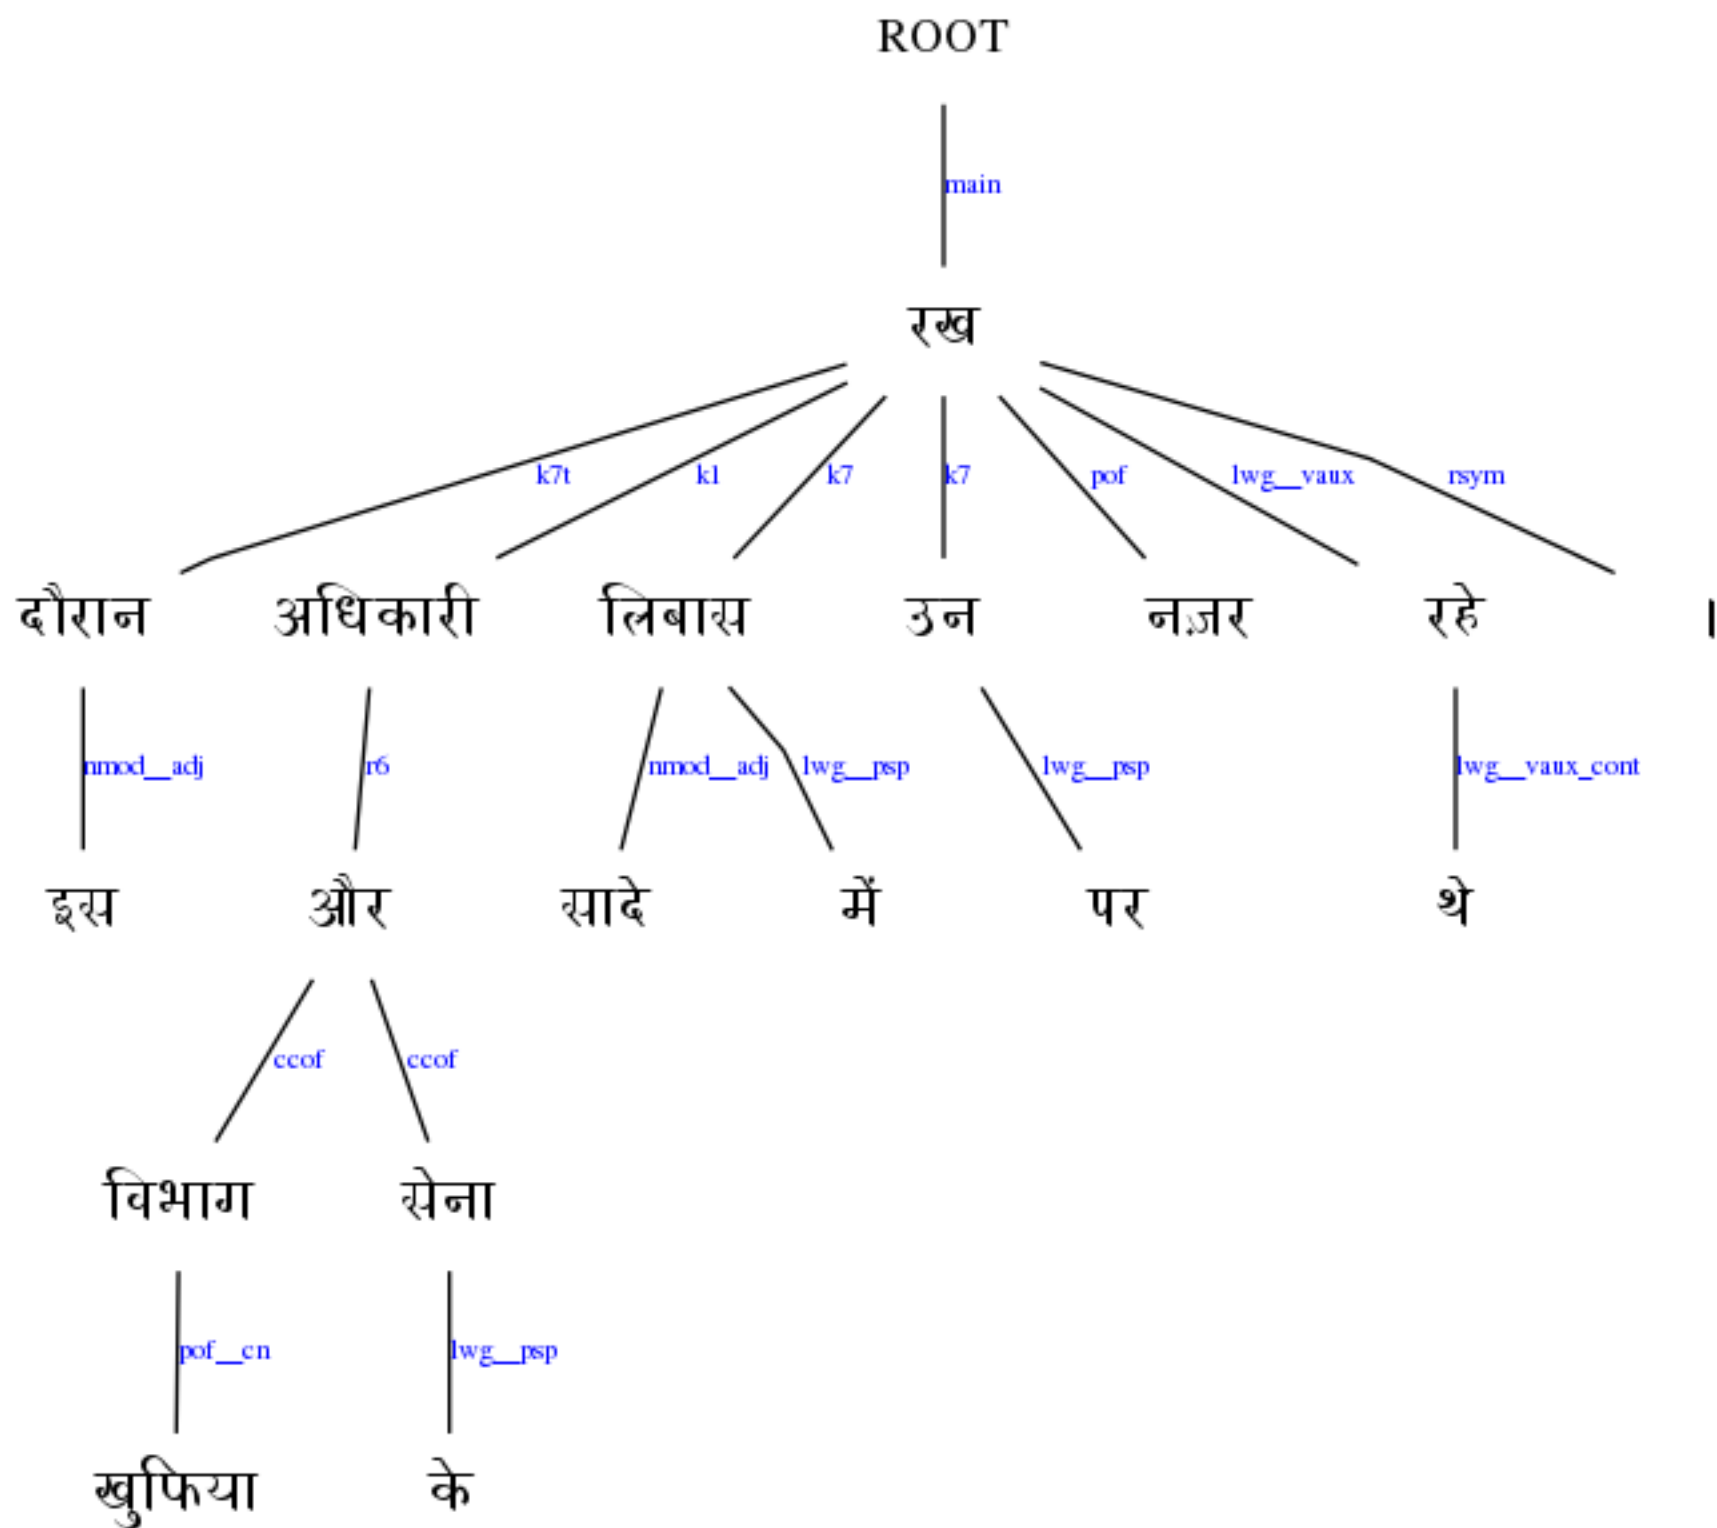 ROOT
main
रख
k7t k1 k7 k7 pof lwg__vaux rsym
दौरान अधिकारी लिबास उन नज़र रहे ।
nmod__adj r6 nmod__adj lwg__psp lwg__psp lwg__vaux_cont
इस और सादे में पर थे
ccof ccof
विभाग सेना
pof__cn lwg__psp
खुफिया के